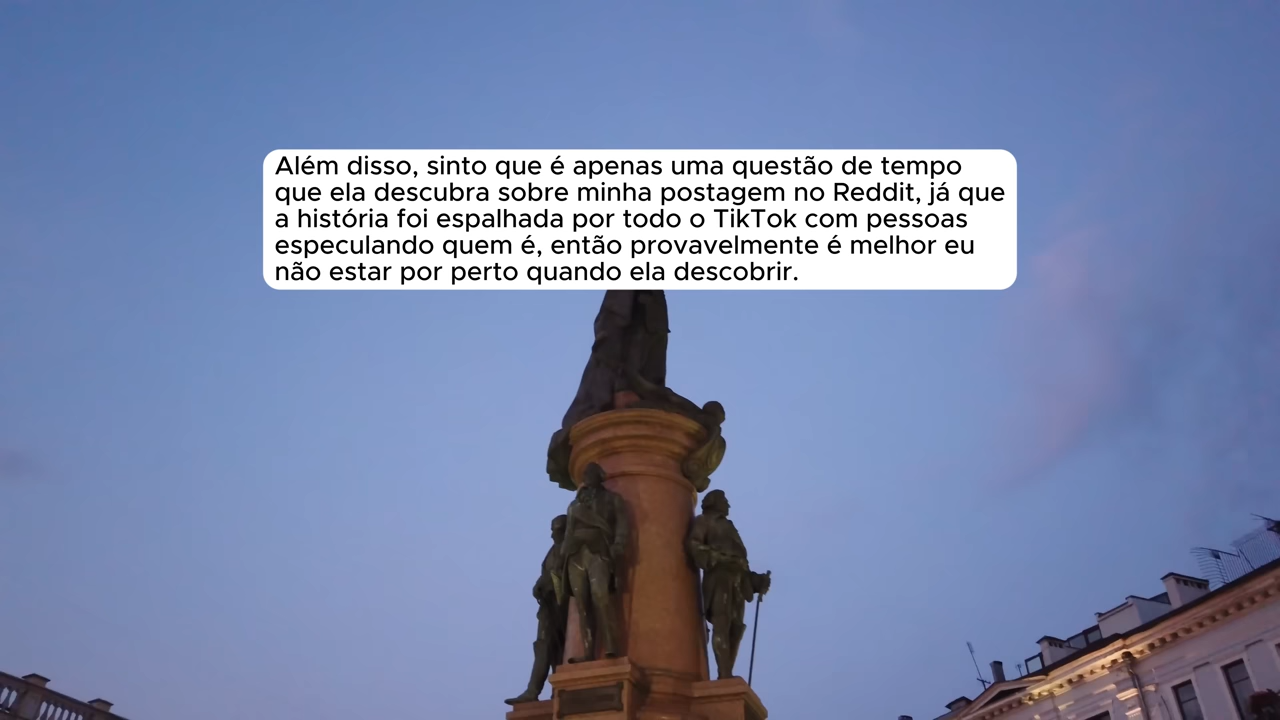 Além disso, sinto que é apenas uma questão de tempo
que ela descubra sobre minha postagem no Reddit, já que
a história foi espalhada por todo o TikTok com pessoas
especulando quem é, então provavelmente é melhor eu
não estar por perto quando ela descobrir.